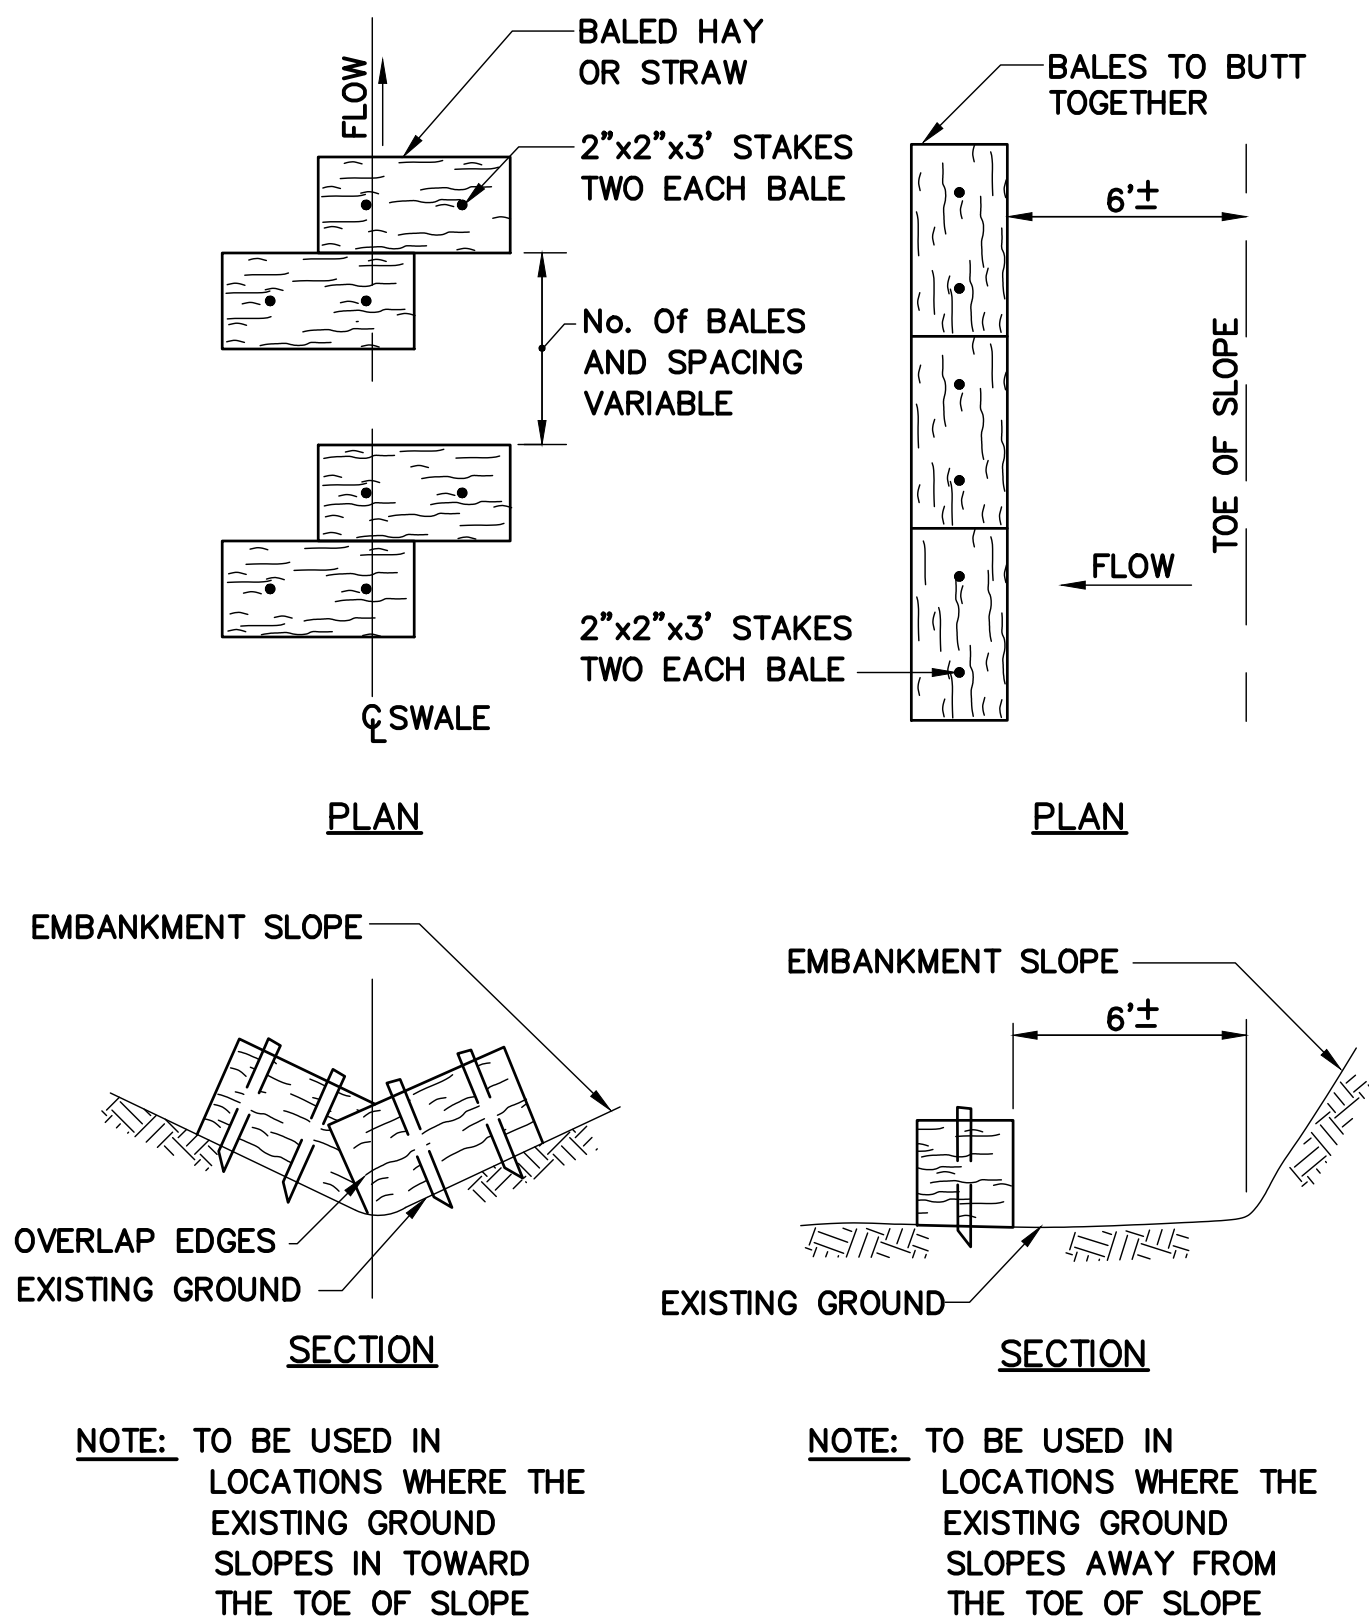 FLOW
BALED HAY
OR STRAW
2"x2"x3' STAKES
TWO EACH BALE
No. Of BALES
AND SPACING
VARIABLE
℄ SWALE
PLAN
BALES TO BUTT
TOGETHER
6'±
TOE OF SLOPE
FLOW
2"x2"x3' STAKES
TWO EACH BALE
PLAN
EMBANKMENT SLOPE
OVERLAP EDGES
EXISTING GROUND
SECTION
NOTE: TO BE USED IN
LOCATIONS WHERE THE
EXISTING GROUND
SLOPES IN TOWARD
THE TOE OF SLOPE
EMBANKMENT SLOPE
6'±
EXISTING GROUND
SECTION
NOTE: TO BE USED IN
LOCATIONS WHERE THE
EXISTING GROUND
SLOPES AWAY FROM
THE TOE OF SLOPE